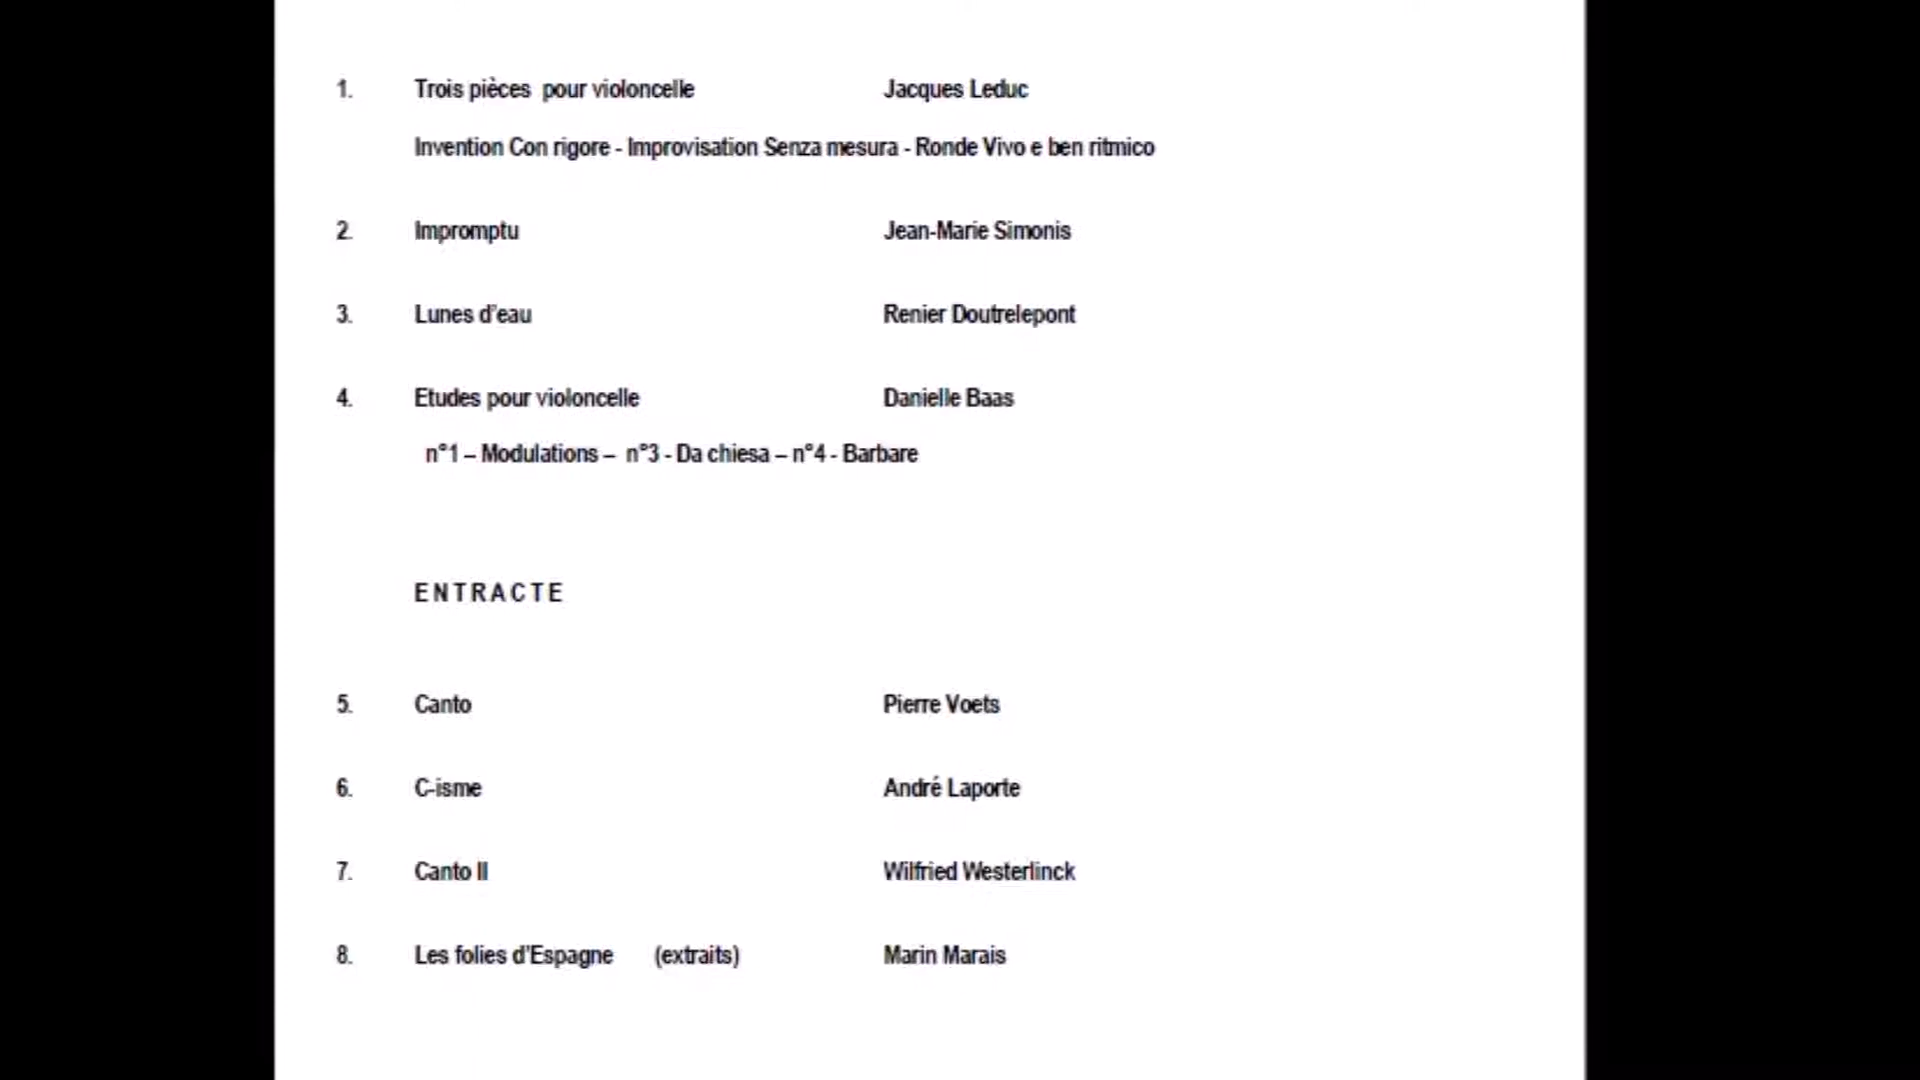 1. Trois pièces pour violoncelle Jacques Leduc
Invention Con rigore - Improvisation Senza mesura - Ronde Vivo e ben ritmico
2. Impromptu Jean-Marie Simonis
3. Lunes d'eau Renier Doutrelepont
4. Etudes pour violoncelle Danielle Baas
n°1 – Modulations – n°3 - Da chiesa – n°4 - Barbare
ENTRACTE
5. Canto Pierre Voets
6. C-isme André Laporte
7. Canto II Wilfried Westerlinck
8. Les folies d'Espagne (extraits) Marin Marais